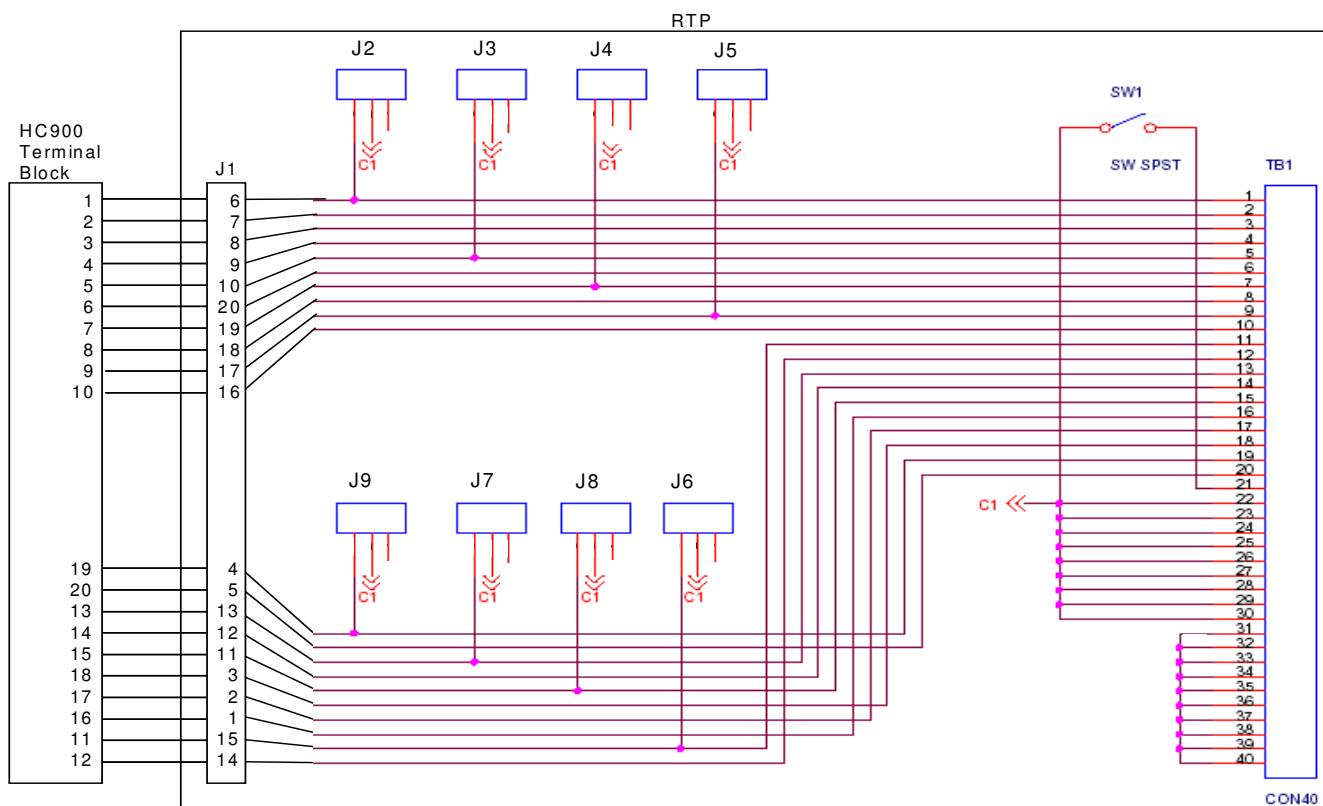 RTP
J2 J3 J4 J5
SW1
HC900
Terminal
Block
J1
C1 C1 C1 C1
SW SPST
TB1
1 6 1
2 7 2
3 8 3
4 9 4
5 10 5
6 20 6
7 19 7
8 18 8
9 17 9
10 16 10
11
12
13
14
15
16
17
18
19
20
21
J9 J7 J8 J6
C1
22
23
24
25
26
27
28
29
30
C1 C1 C1 C1
19 4
20 5
13 13
14 12
15 11
18 3
17 2
16 1
11 15
12 14
31
32
33
34
35
36
37
38
39
40
CON40